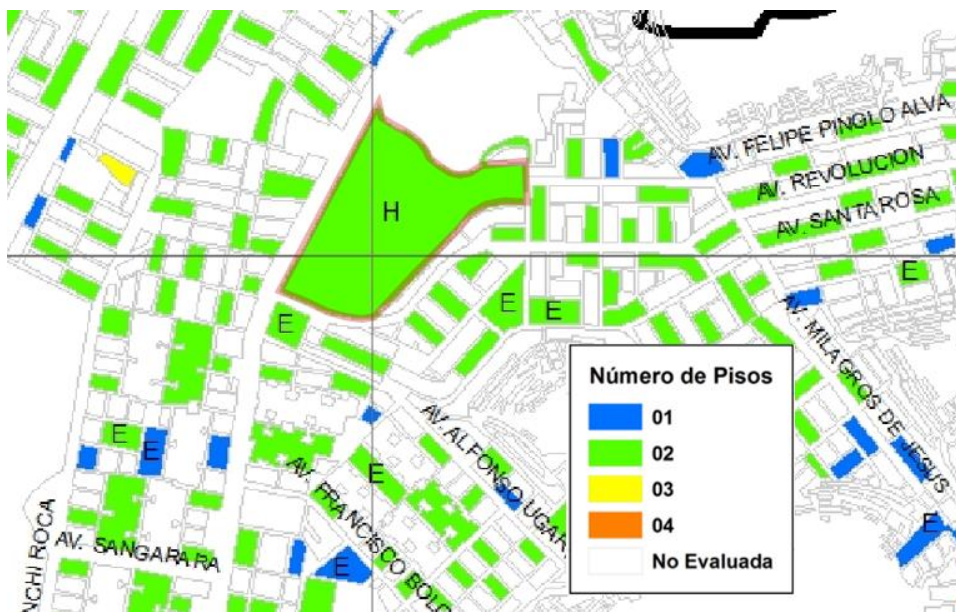 AV. FELIPE PINGLO ALVA
AV. REVOLUCION
AV. SANTA ROSA
H
E
E
E
E
AV. MILAGROS DE JESUS
Número de Pisos
01
02
03
04
No Evaluada
AV. ALFONSO UGAR
E
E
E
AV. FRANCISCO BOLO
E
AV. SANGARARA
E
NCHI ROCA